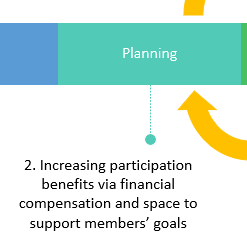 Planning
2. Increasing participation
benefits via financial
compensation and space to
support members’ goals